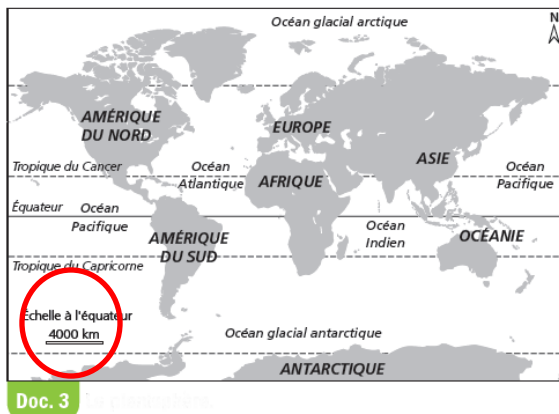 Océan glacial arctique
N
AMÉRIQUE
DU NORD
EUROPE
ASIE
Tropique du Cancer
Océan
Atlantique
AFRIQUE
Océan
Pacifique
Équateur
Océan
Pacifique
AMÉRIQUE
DU SUD
Océan
Indien
OCÉANIE
Tropique du Capricorne
Échelle à l'équateur
4000 km
Océan glacial antarctique
ANTARCTIQUE
Doc. 3 Le planisphère.